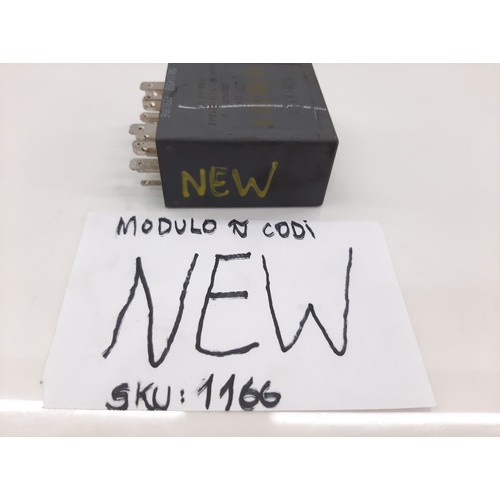 NEW
MODULO Ñ CODi
NEW
SKU: 1166